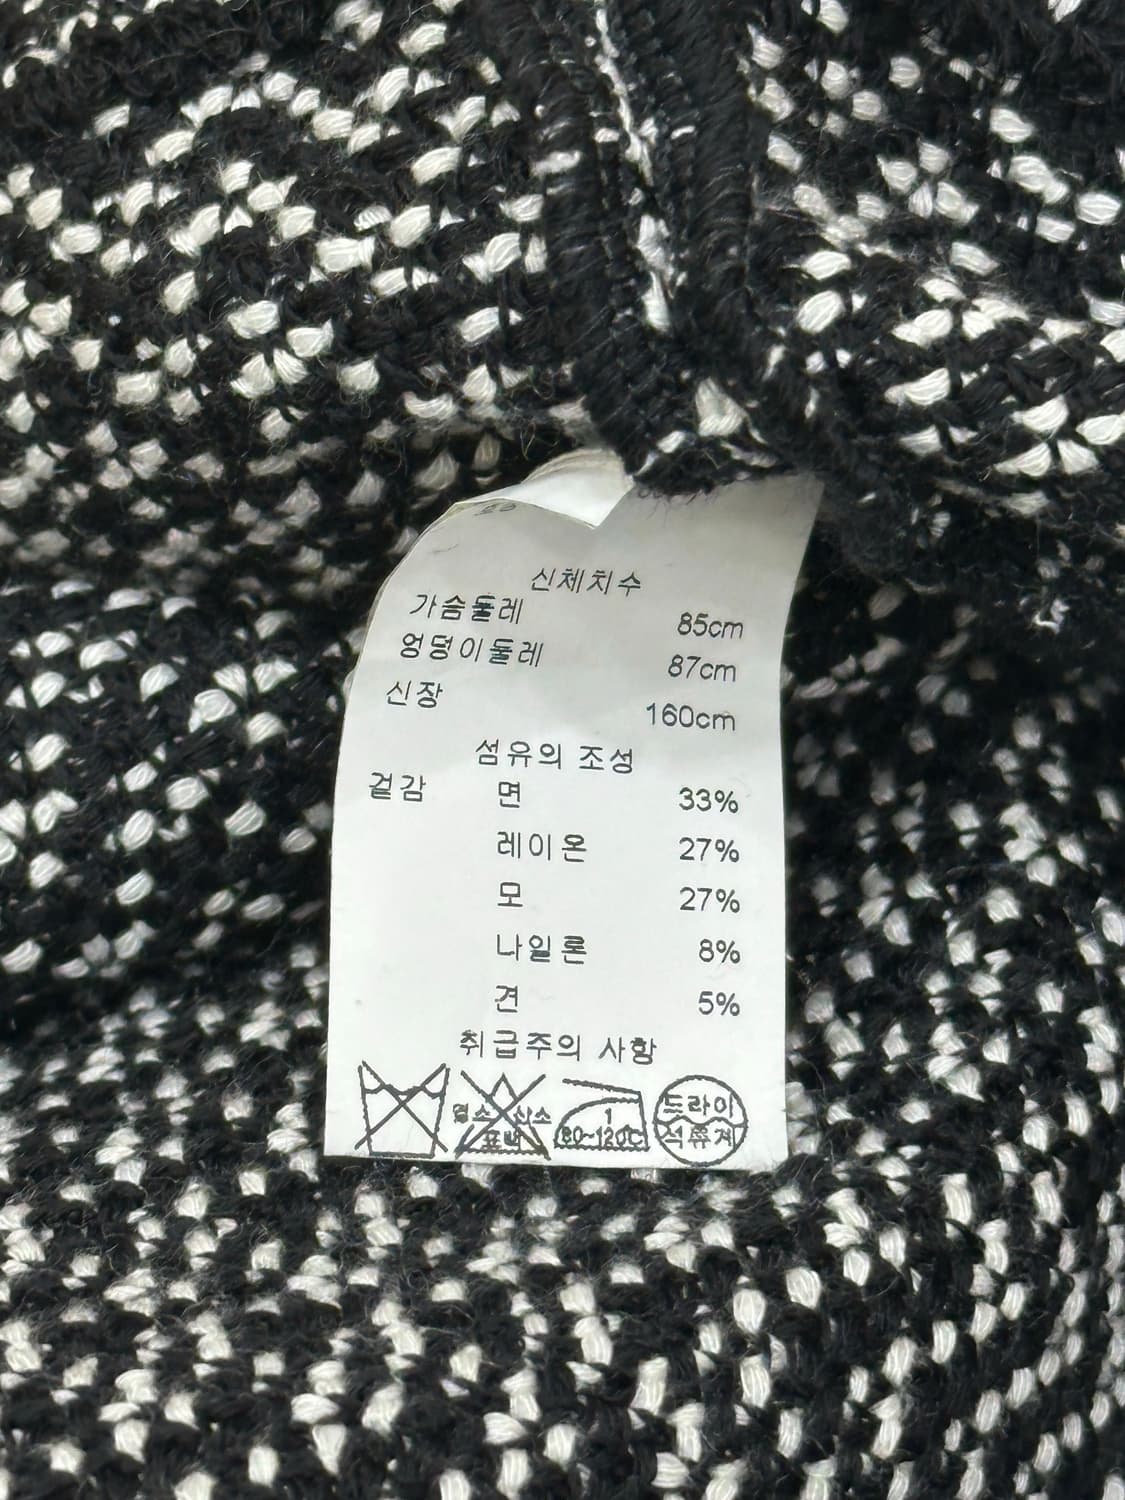 신체치수
가슴둘레 85cm
엉덩이둘레 87cm
신장 160cm
섬유의 조성
겉감 면 33%
레이온 27%
모 27%
나일론 8%
견 5%
취급주의 사항
염소 산소
표백
1
80~120℃
드라이
석유계